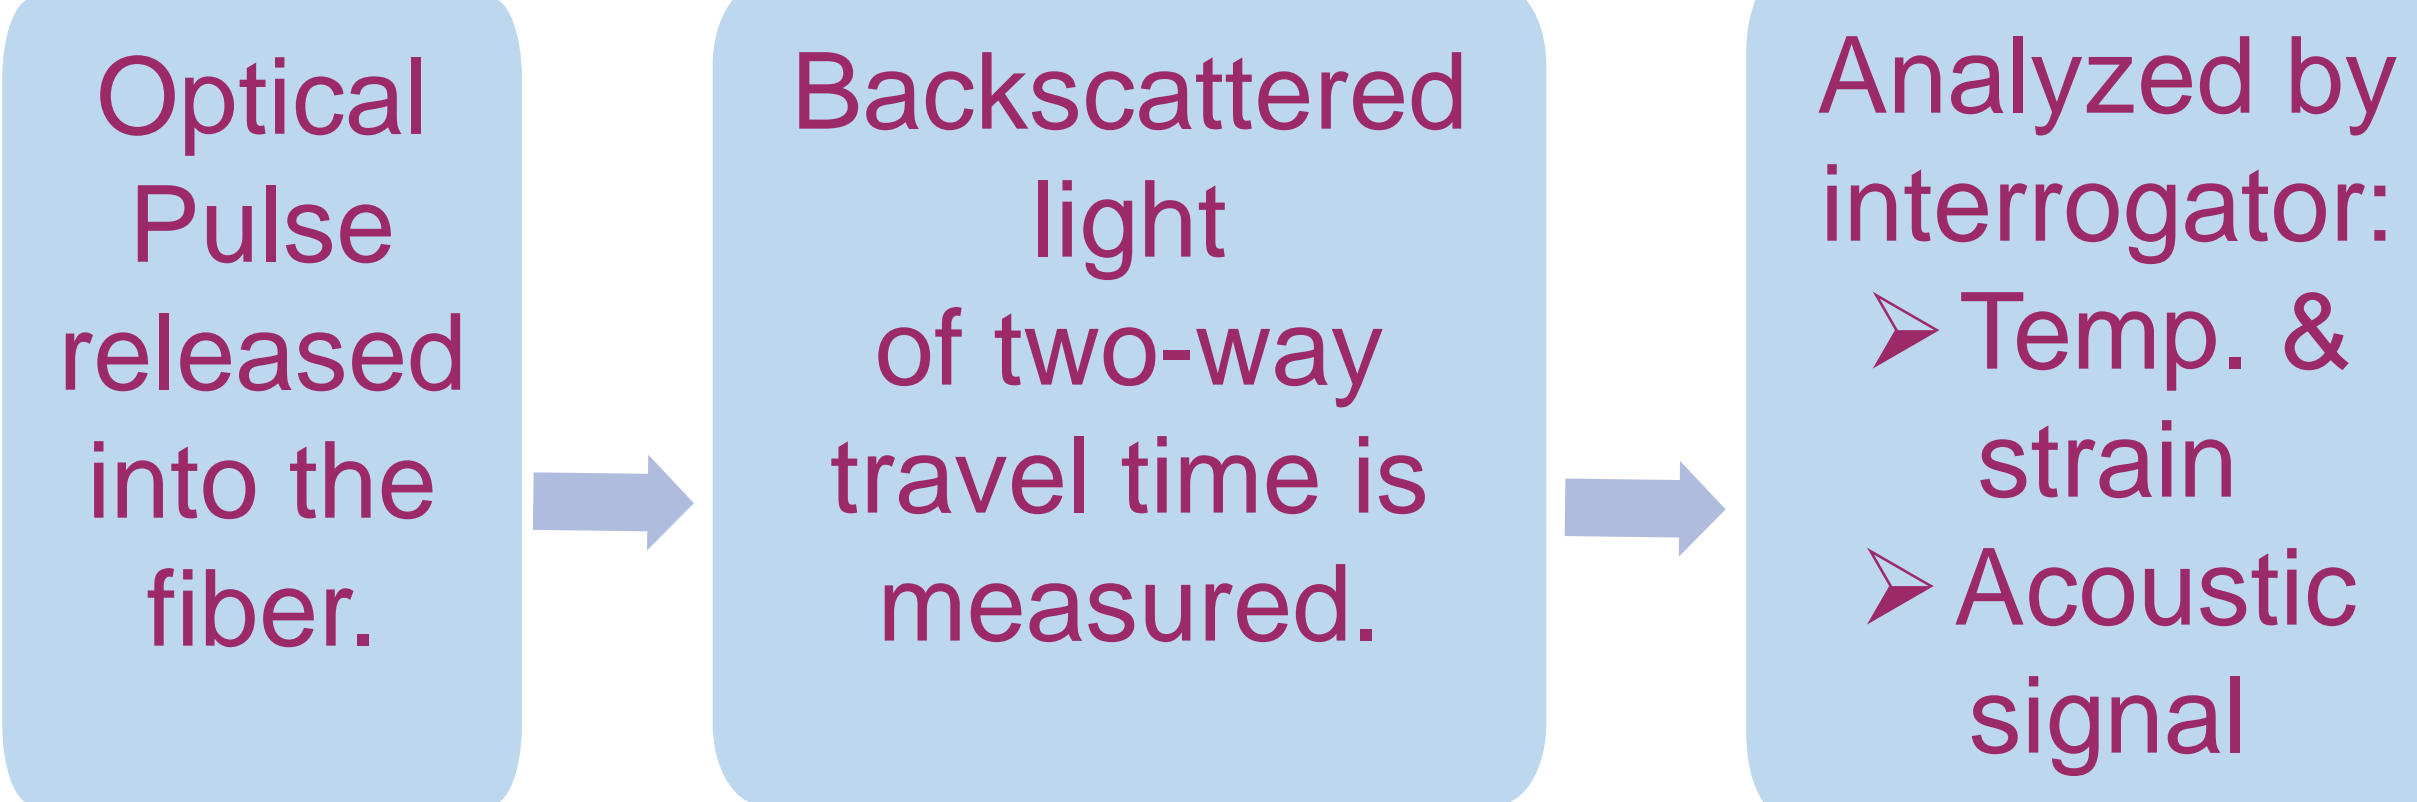 Optical
Pulse
released
into the
fiber.
Backscattered
light
of two-way
travel time is
measured.
Analyzed by
interrogator:
➢ Temp. &
strain
➢ Acoustic
signal